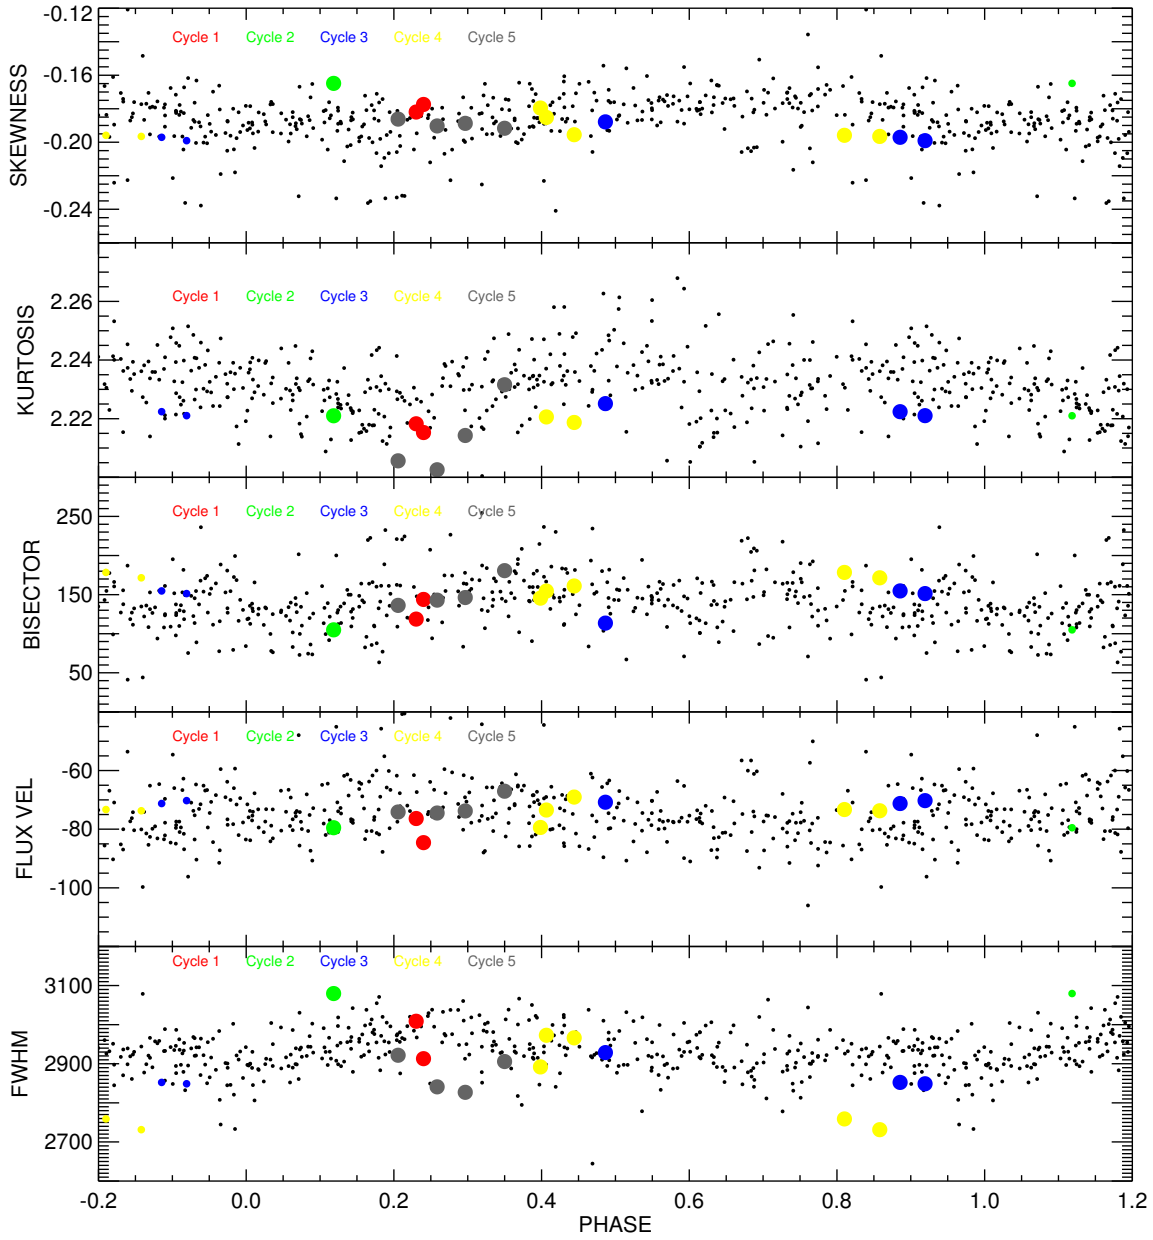 -0.12
Cycle 1 Cycle 2 Cycle 3 Cycle 4 Cycle 5
-0.16
SKEWNESS
-0.20
-0.24
Cycle 1 Cycle 2 Cycle 3 Cycle 4 Cycle 5
2.26
KURTOSIS
2.24
2.22
Cycle 1 Cycle 2 Cycle 3 Cycle 4 Cycle 5
250
BISECTOR
150
50
Cycle 1 Cycle 2 Cycle 3 Cycle 4 Cycle 5
-60
FLUX VEL
-80
-100
Cycle 1 Cycle 2 Cycle 3 Cycle 4 Cycle 5
3100
FWHM
2900
2700
-0.2 0.0 0.2 0.4 0.6 0.8 1.0 1.2
PHASE